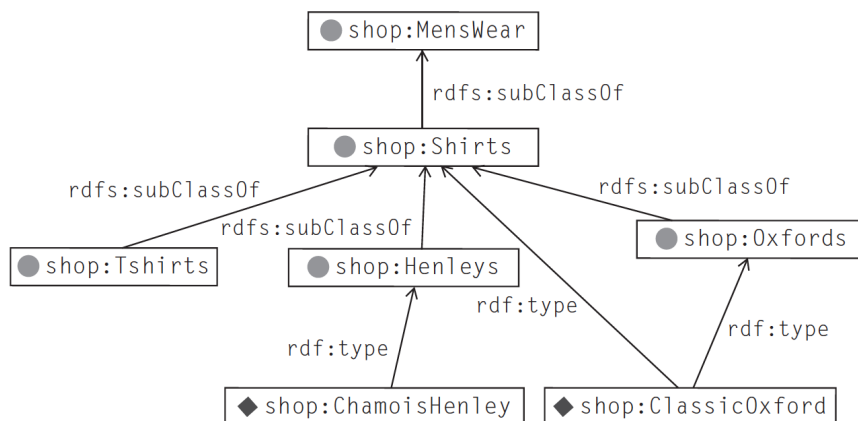 shop:MensWear
rdfs:subClassOf
shop:Shirts
rdfs:subClassOf
rdfs:subClassOf
rdfs:subClassOf
shop:Tshirts
shop:Henleys
shop:Oxfords
rdf:type
rdf:type
rdf:type
shop:ChamoisHenley
shop:ClassicOxford